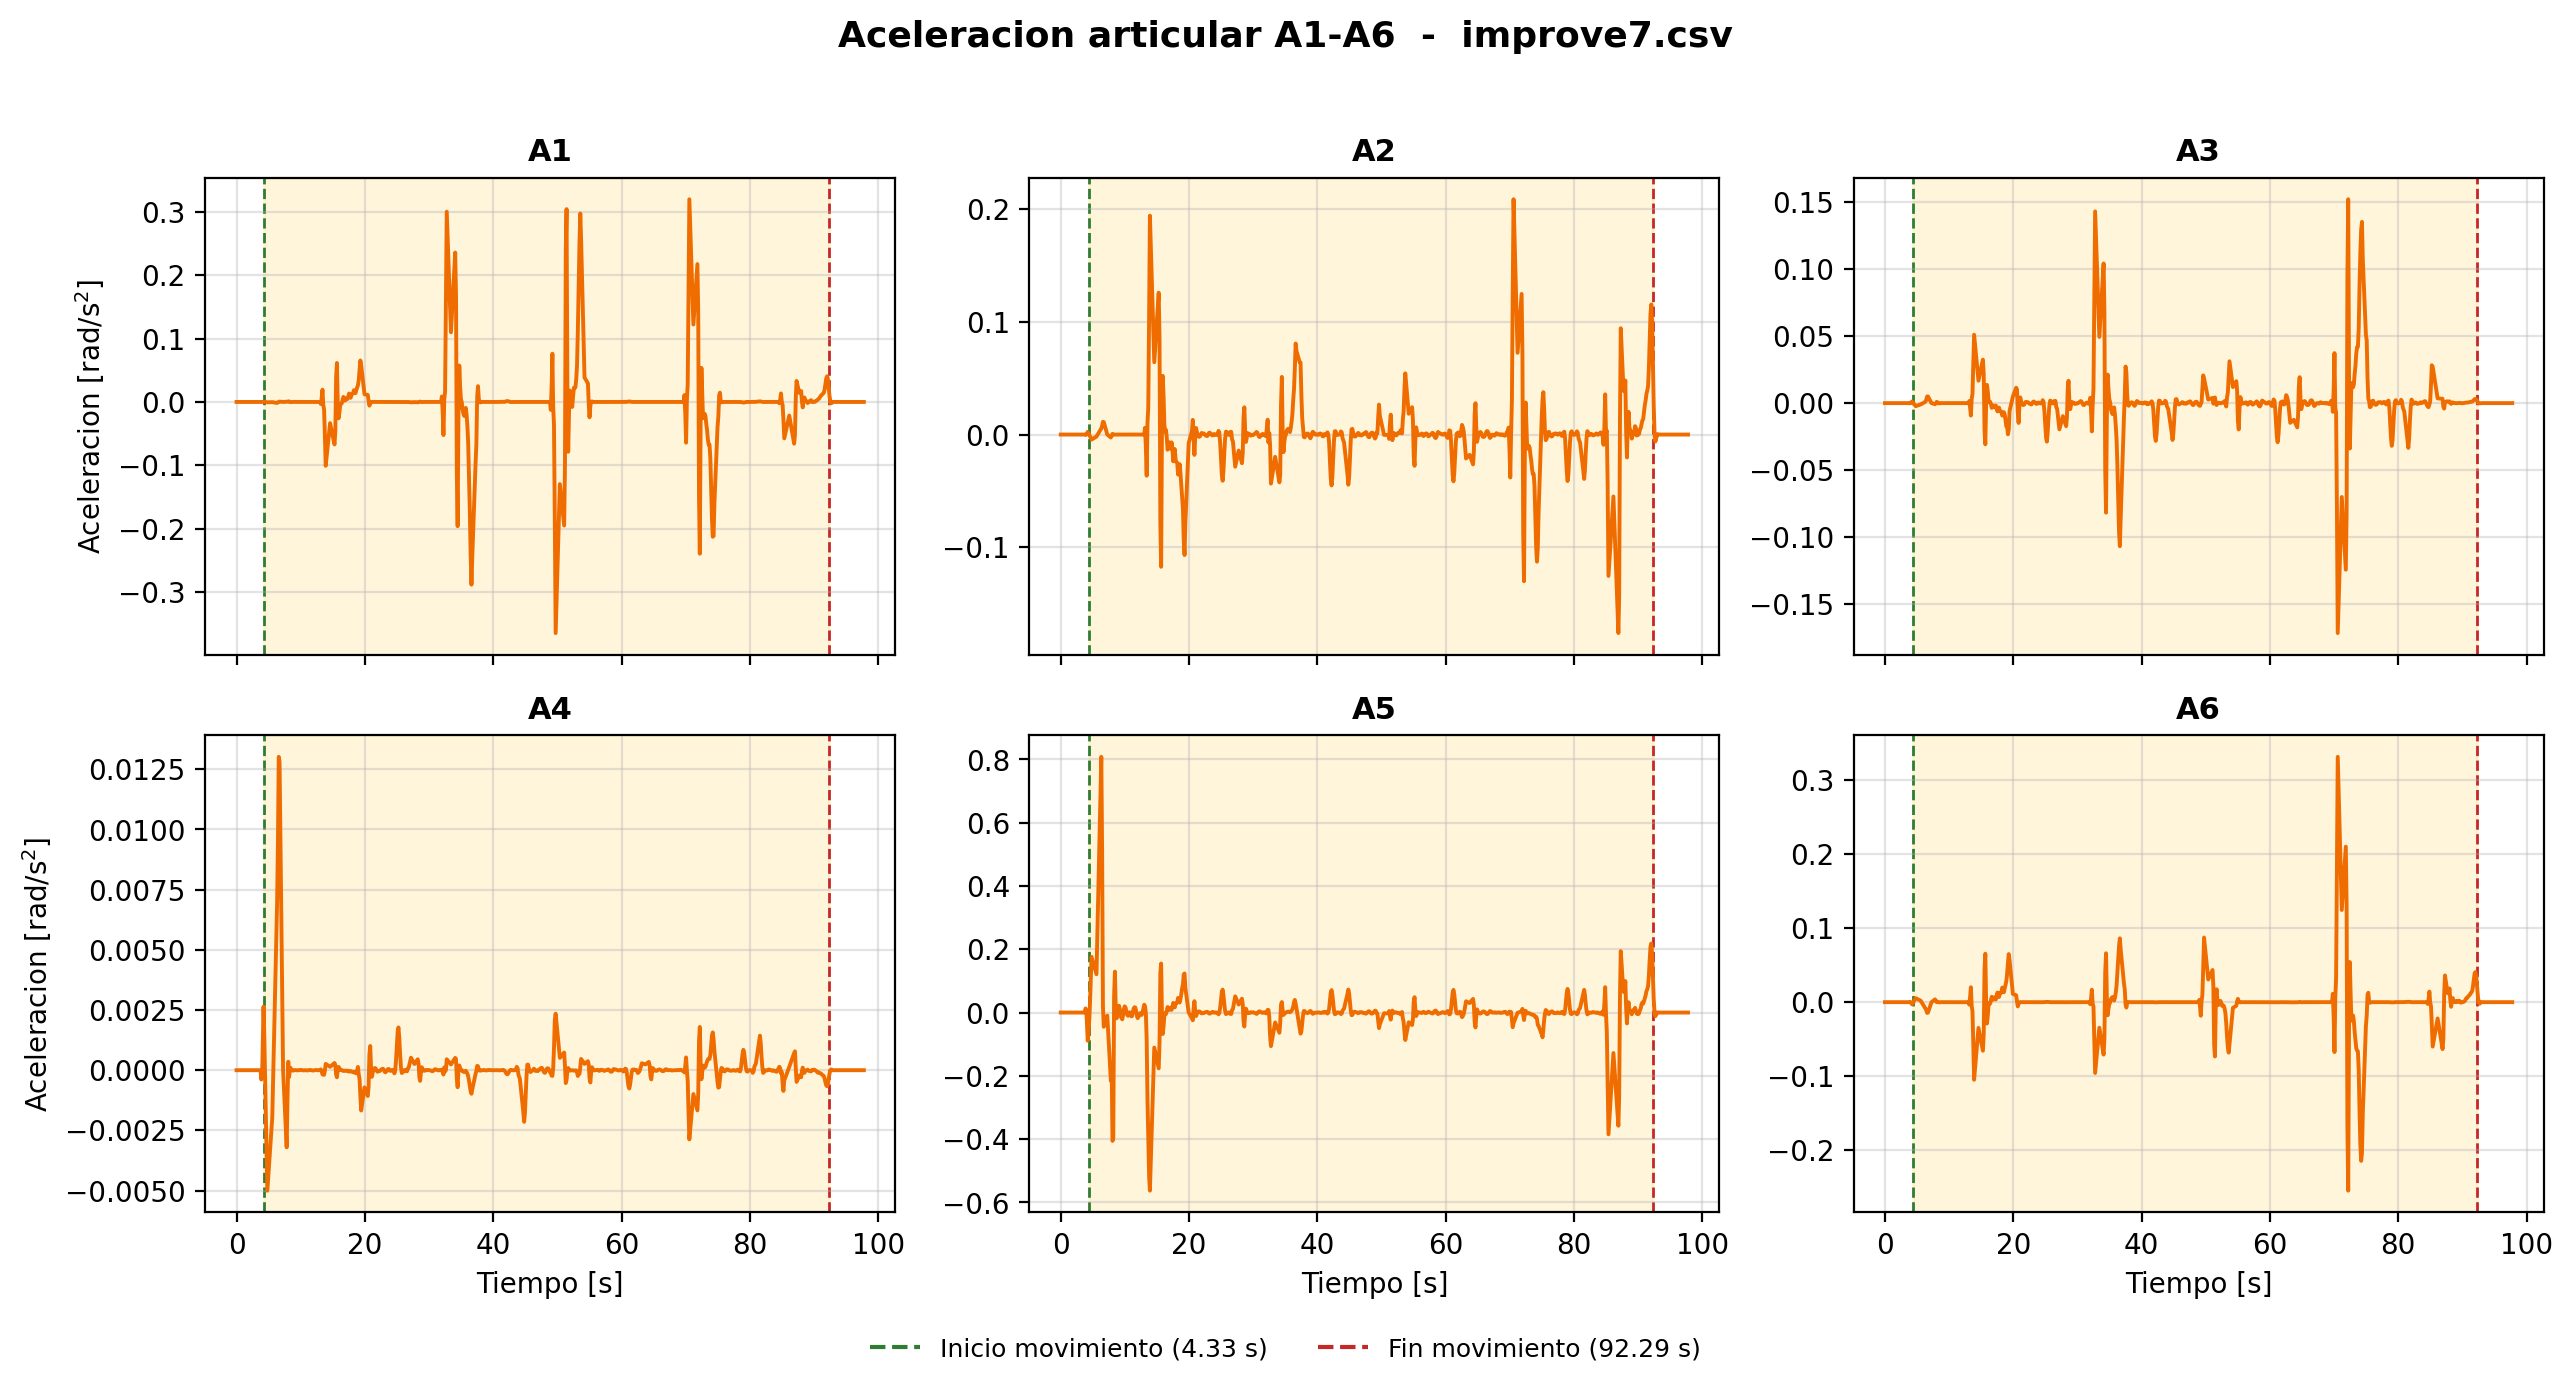 Aceleracion articular A1-A6  -  improve7.csv
A1
A2
A3
Aceleracion [rad/s²]
0.3
0.2
0.1
0.0
−0.1
−0.2
−0.3
0.2
0.1
0.0
−0.1
0.15
0.10
0.05
0.00
−0.05
−0.10
−0.15
A4
A5
A6
Aceleracion [rad/s²]
0.0125
0.0100
0.0075
0.0050
0.0025
0.0000
−0.0025
−0.0050
0.8
0.6
0.4
0.2
0.0
−0.2
−0.4
−0.6
0.3
0.2
0.1
0.0
−0.1
−0.2
0 20 40 60 80 100
0 20 40 60 80 100
0 20 40 60 80 100
Tiempo [s]
Tiempo [s]
Tiempo [s]
Inicio movimiento (4.33 s)
Fin movimiento (92.29 s)